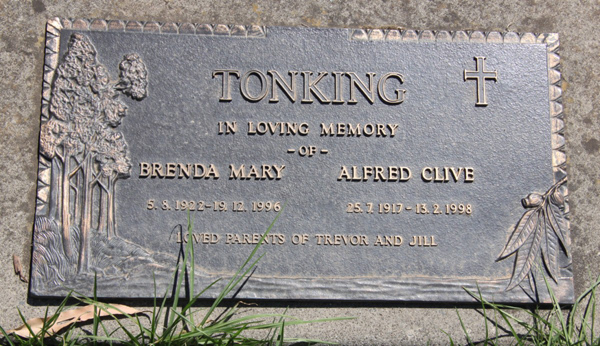 TONKING
IN LOVING MEMORY
- OF -
BRENDA MARY ALFRED CLIVE
5. 8. 1922 - 19. 12. 1996 25. 7. 1917 - 13. 2. 1998
LOVED PARENTS OF TREVOR AND JILL